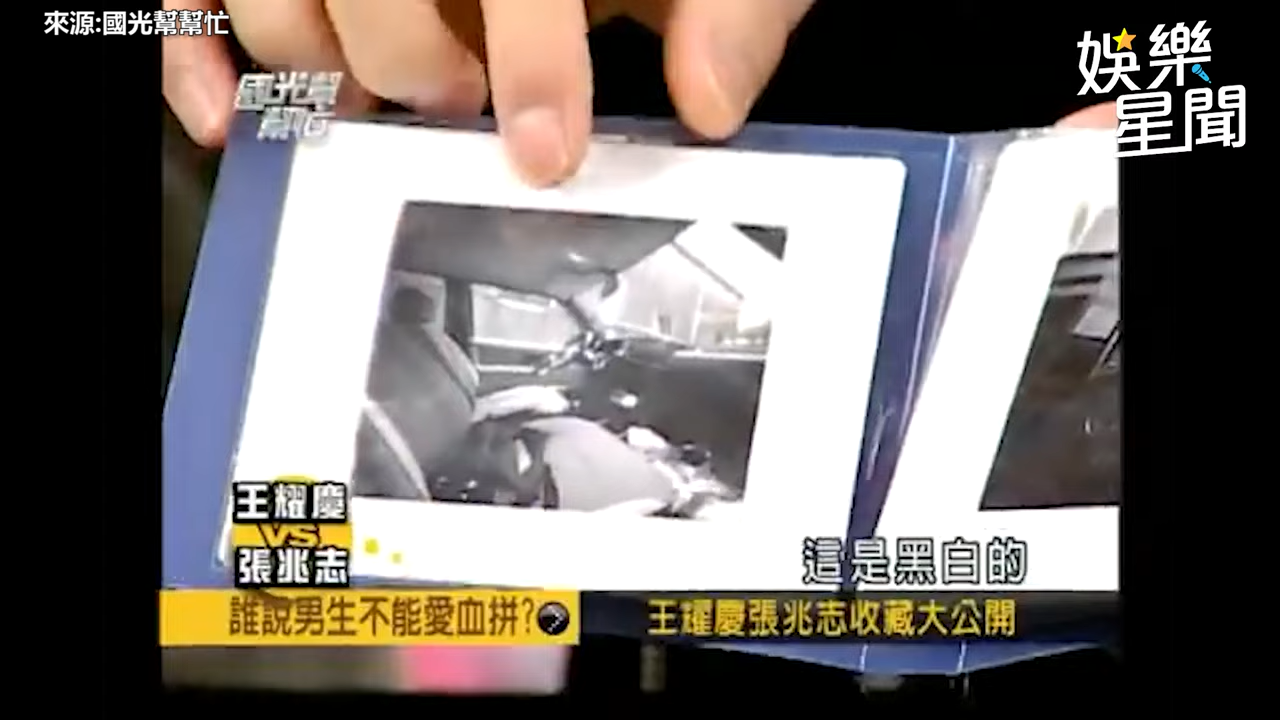 來源:國光幫幫忙
娛樂
星聞
國光幫
幫忙
王耀慶
VS.
張兆志
這是黑白的
誰說男生不能愛血拼?
王耀慶張兆志收藏大公開